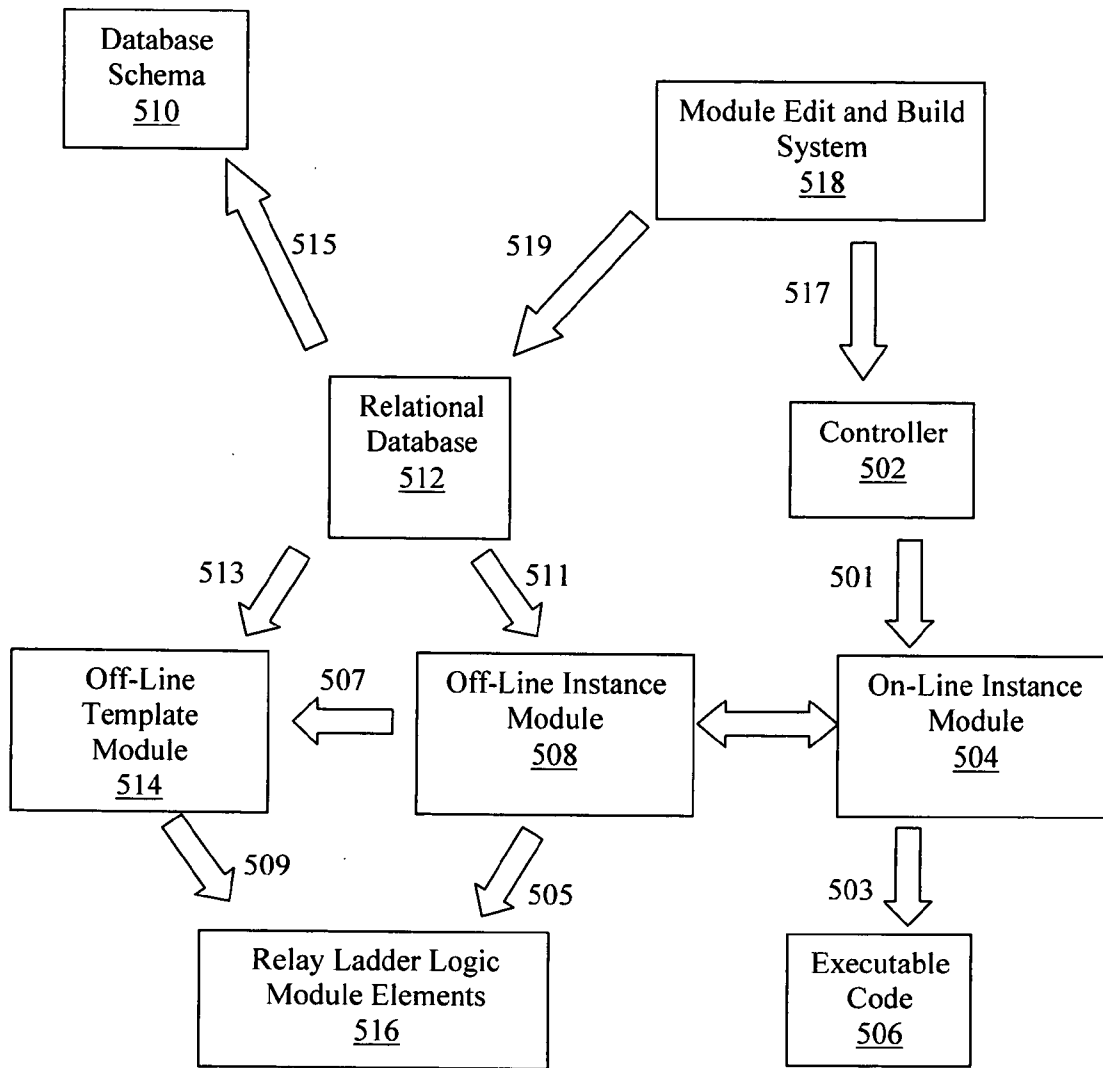 Database
Schema
510
Module Edit and Build
System
518
515
519
517
Relational
Database
512
Controller
502
513
511
501
Off-Line
Template
Module
514
507
Off-Line Instance
Module
508
On-Line Instance
Module
504
509
505
503
Relay Ladder Logic
Module Elements
516
Executable
Code
506